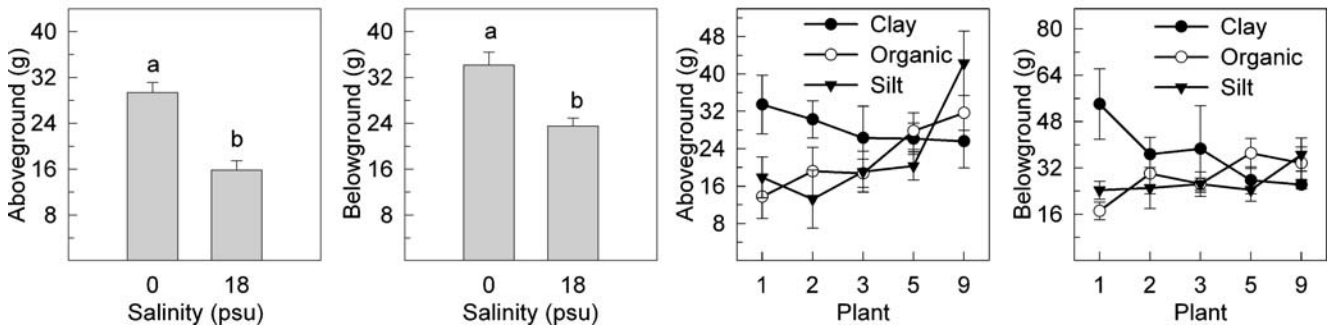 Aboveground (g)
40
32
24
16
8
a
b
0 18
Salinity (psu)
Belowground (g)
40
32
24
16
8
a
b
0 18
Salinity (psu)
Aboveground (g)
48
40
32
24
16
8
Clay
Organic
Silt
1 2 3 5 9
Plant
Belowground (g)
80
64
48
32
16
Clay
Organic
Silt
1 2 3 5 9
Plant